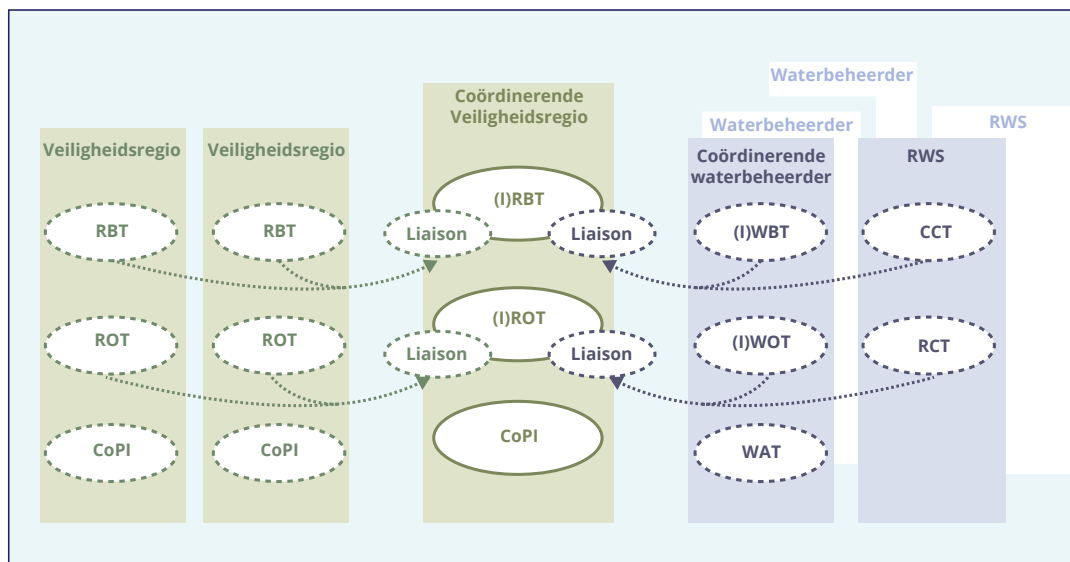 Waterbeheerder
Coördinerende
Veiligheidsregio
Waterbeheerder
RWS
Veiligheidsregio
Veiligheidsregio
Coördinerende
waterbeheerder
RWS
(I)RBT
RBT
RBT
Liaison
Liaison
(I)WBT
CCT
(I)ROT
ROT
ROT
Liaison
Liaison
(I)WOT
RCT
CoPI
CoPI
CoPI
WAT